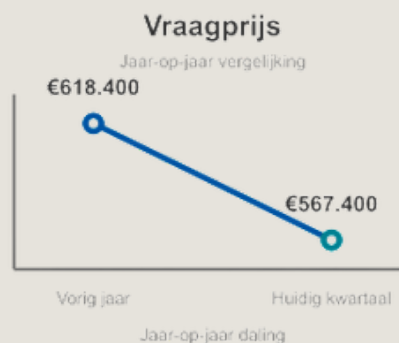 Vraagprijs
Jaar-op-jaar vergelijking
€618.400
€567.400
Vorig jaar
Huidig kwartaal
Jaar-op-jaar daling